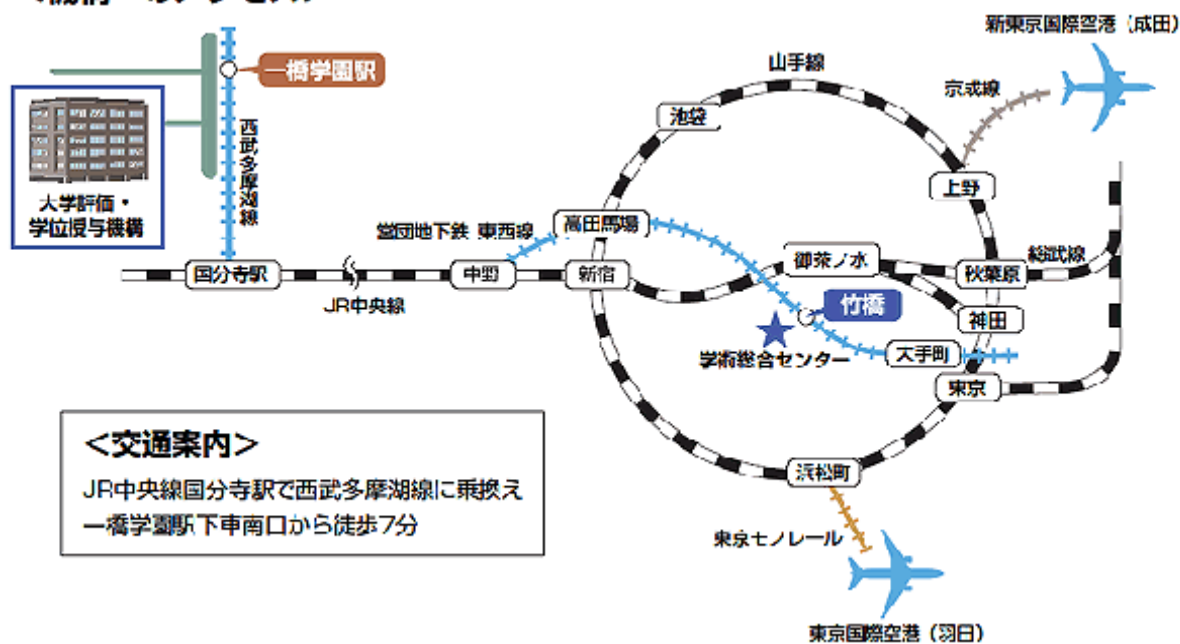 新東京国際空港(成田)
山手線
京成線
一橋学園駅
池袋
西武多摩湖線
上野
大学評価・
学位授与機構
営団地下鉄 東西線
高田馬場
御茶ノ水
総武線
国分寺駅
中野
新宿
秋葉原
JR中央線
竹橋
神田
学術総合センター
大手町
東京
<交通案内>
JR中央線国分寺駅で西武多摩湖線に乗換え
一橋学園駅下車南口から徒歩7分
浜松町
東京モノレール
東京国際空港(羽田)